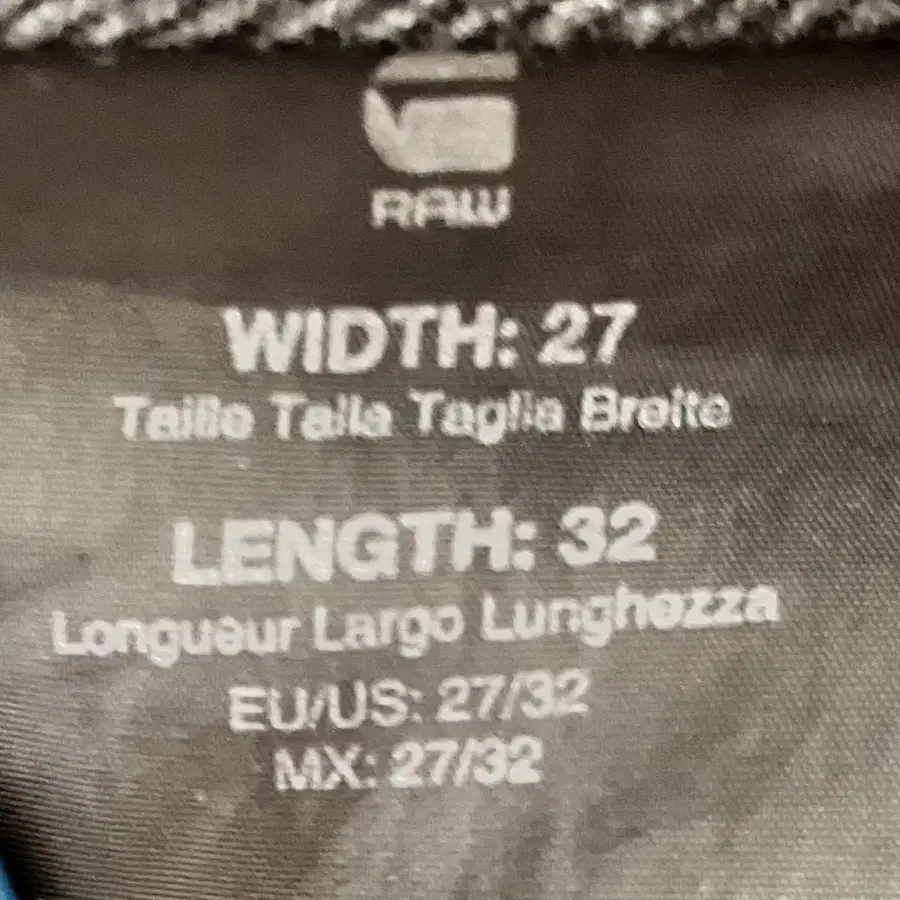 RAW
WIDTH: 27
Taille Talla Taglia Breite
LENGTH: 32
Longueur Largo Lunghezza
EU/US: 27/32
MX: 27/32